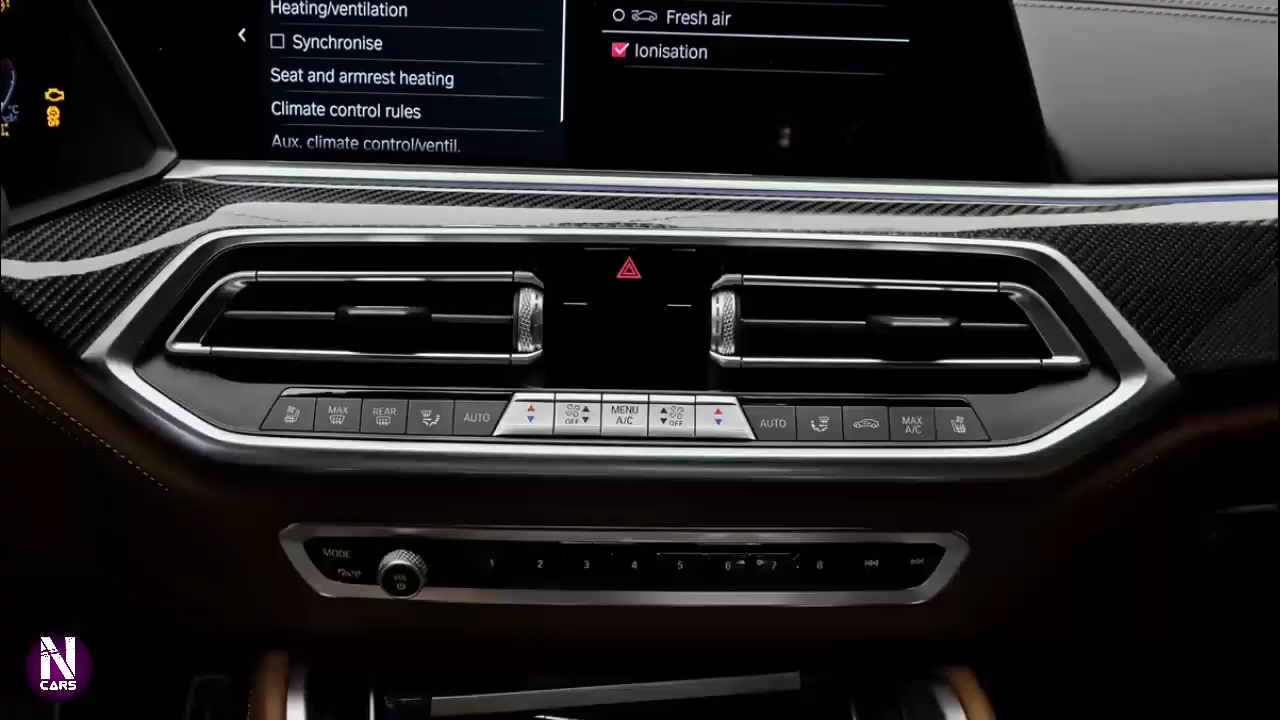 Heating/ventilation
Synchronise
Seat and armrest heating
Climate control rules
Aux. climate control/ventil.
Fresh air
Ionisation
°C
MAX
REAR
AUTO
OFF
MENU
A/C
OFF
AUTO
MAX
A/C
MODE
VOL
1 2 3 4 5 6 7 8
N
CARS